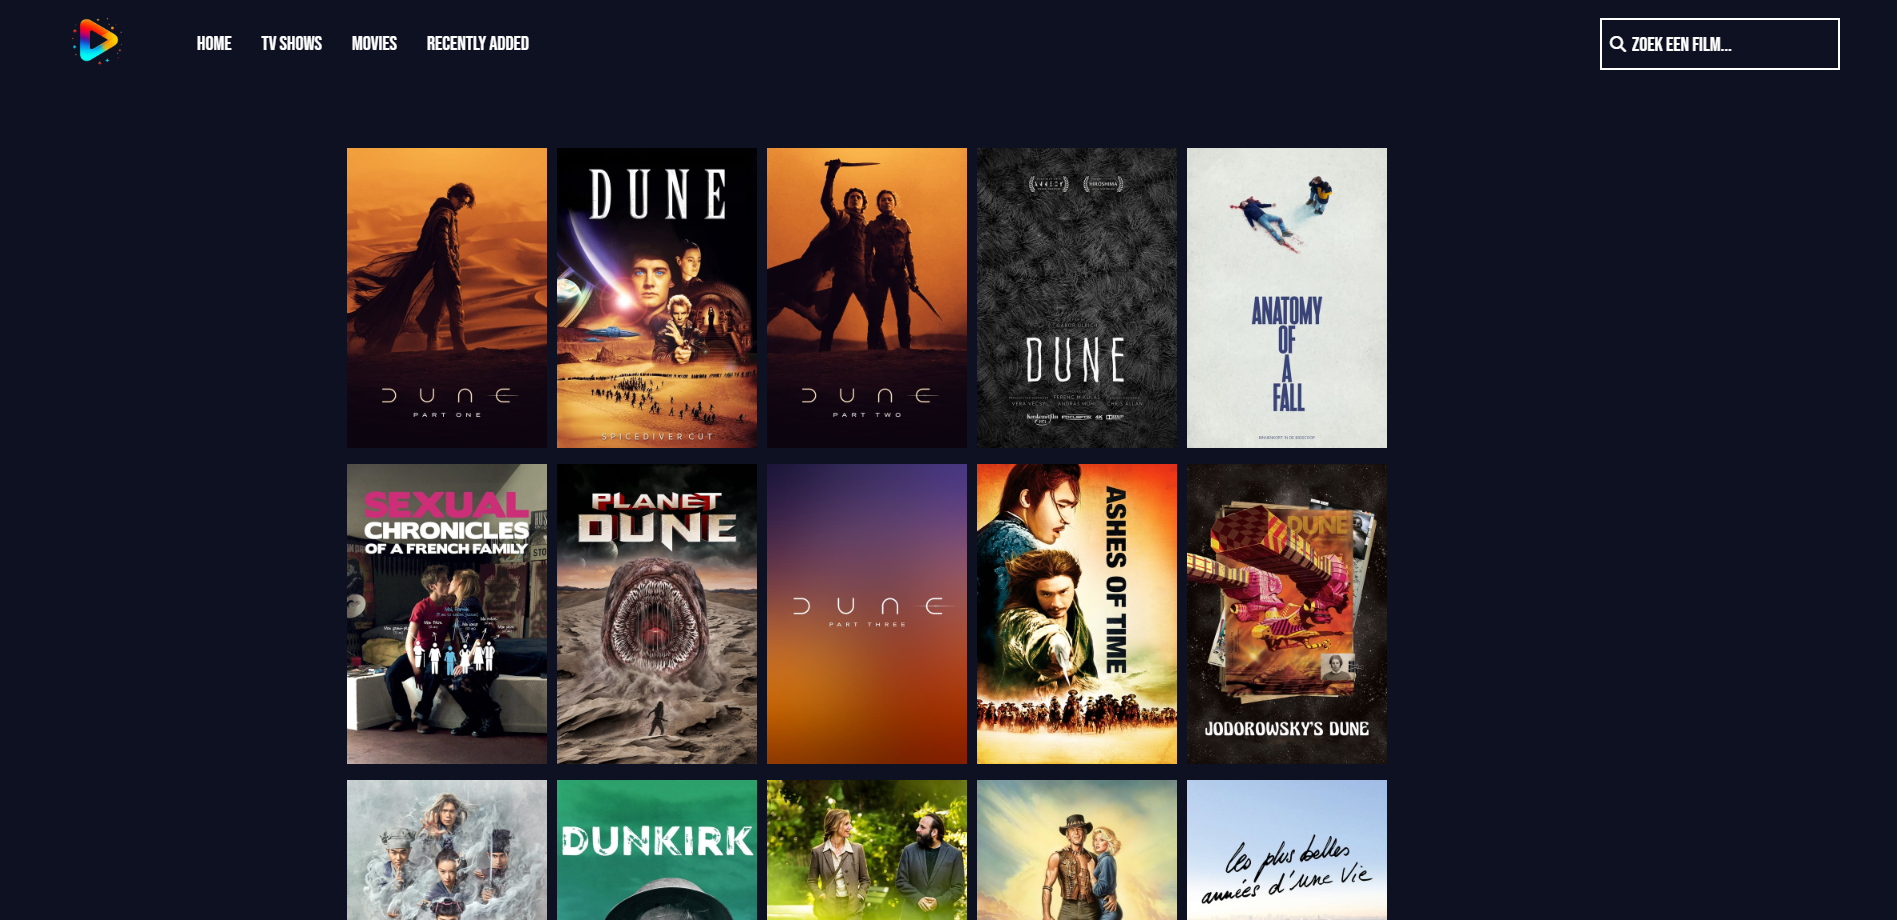 HOME TV SHOWS MOVIES RECENTLY ADDED
ZOEK EEN FILM...
DUNE
PART ONE
DUNE
SPICEDIVER CUT
DUNE
PART TWO
DUNE
ANATOMY
OF
A
FALL
SEXUAL
CHRONICLES
OF A FRENCH FAMILY
PLANET
DUNE
DUNE
PART THREE
ASHES OF TIME
DUNE
JODOROWSKY'S DUNE
DUNKIRK
les plus belles
années d'une vie